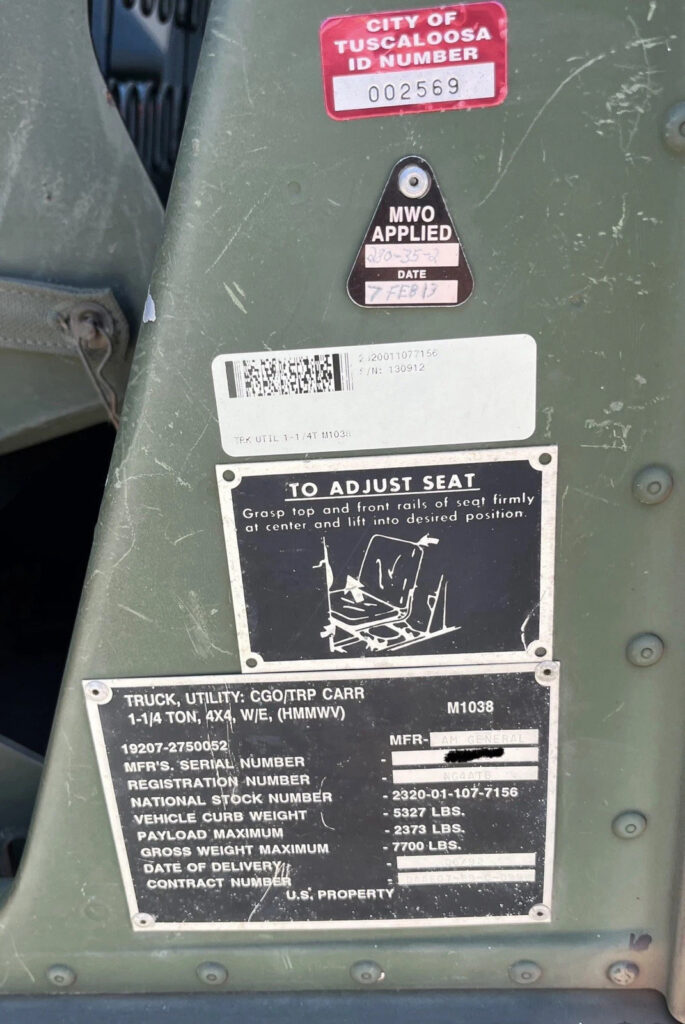 CITY OF
TUSCALOOSA
ID NUMBER
002569
MWO
APPLIED
230-35-2
DATE
7 FEB 13
2320011077156
S/N: 130912
TRK UTIL 1-1/4T M1038
TO ADJUST SEAT
Grasp top and front rails of seat firmly
at center and lift into desired position.
TRUCK, UTILITY: CGO/TRP CARR M1038
1-1/4 TON, 4X4, W/E, (HMMWV)
19207-2750052 MFR- AM GENERAL
MFR'S. SERIAL NUMBER -
REGISTRATION NUMBER -
NATIONAL STOCK NUMBER - 2320-01-107-7156
VEHICLE CURB WEIGHT - 5327 LBS.
PAYLOAD MAXIMUM - 2373 LBS.
GROSS WEIGHT MAXIMUM - 7700 LBS.
DATE OF DELIVERY -
CONTRACT NUMBER -
U.S. PROPERTY